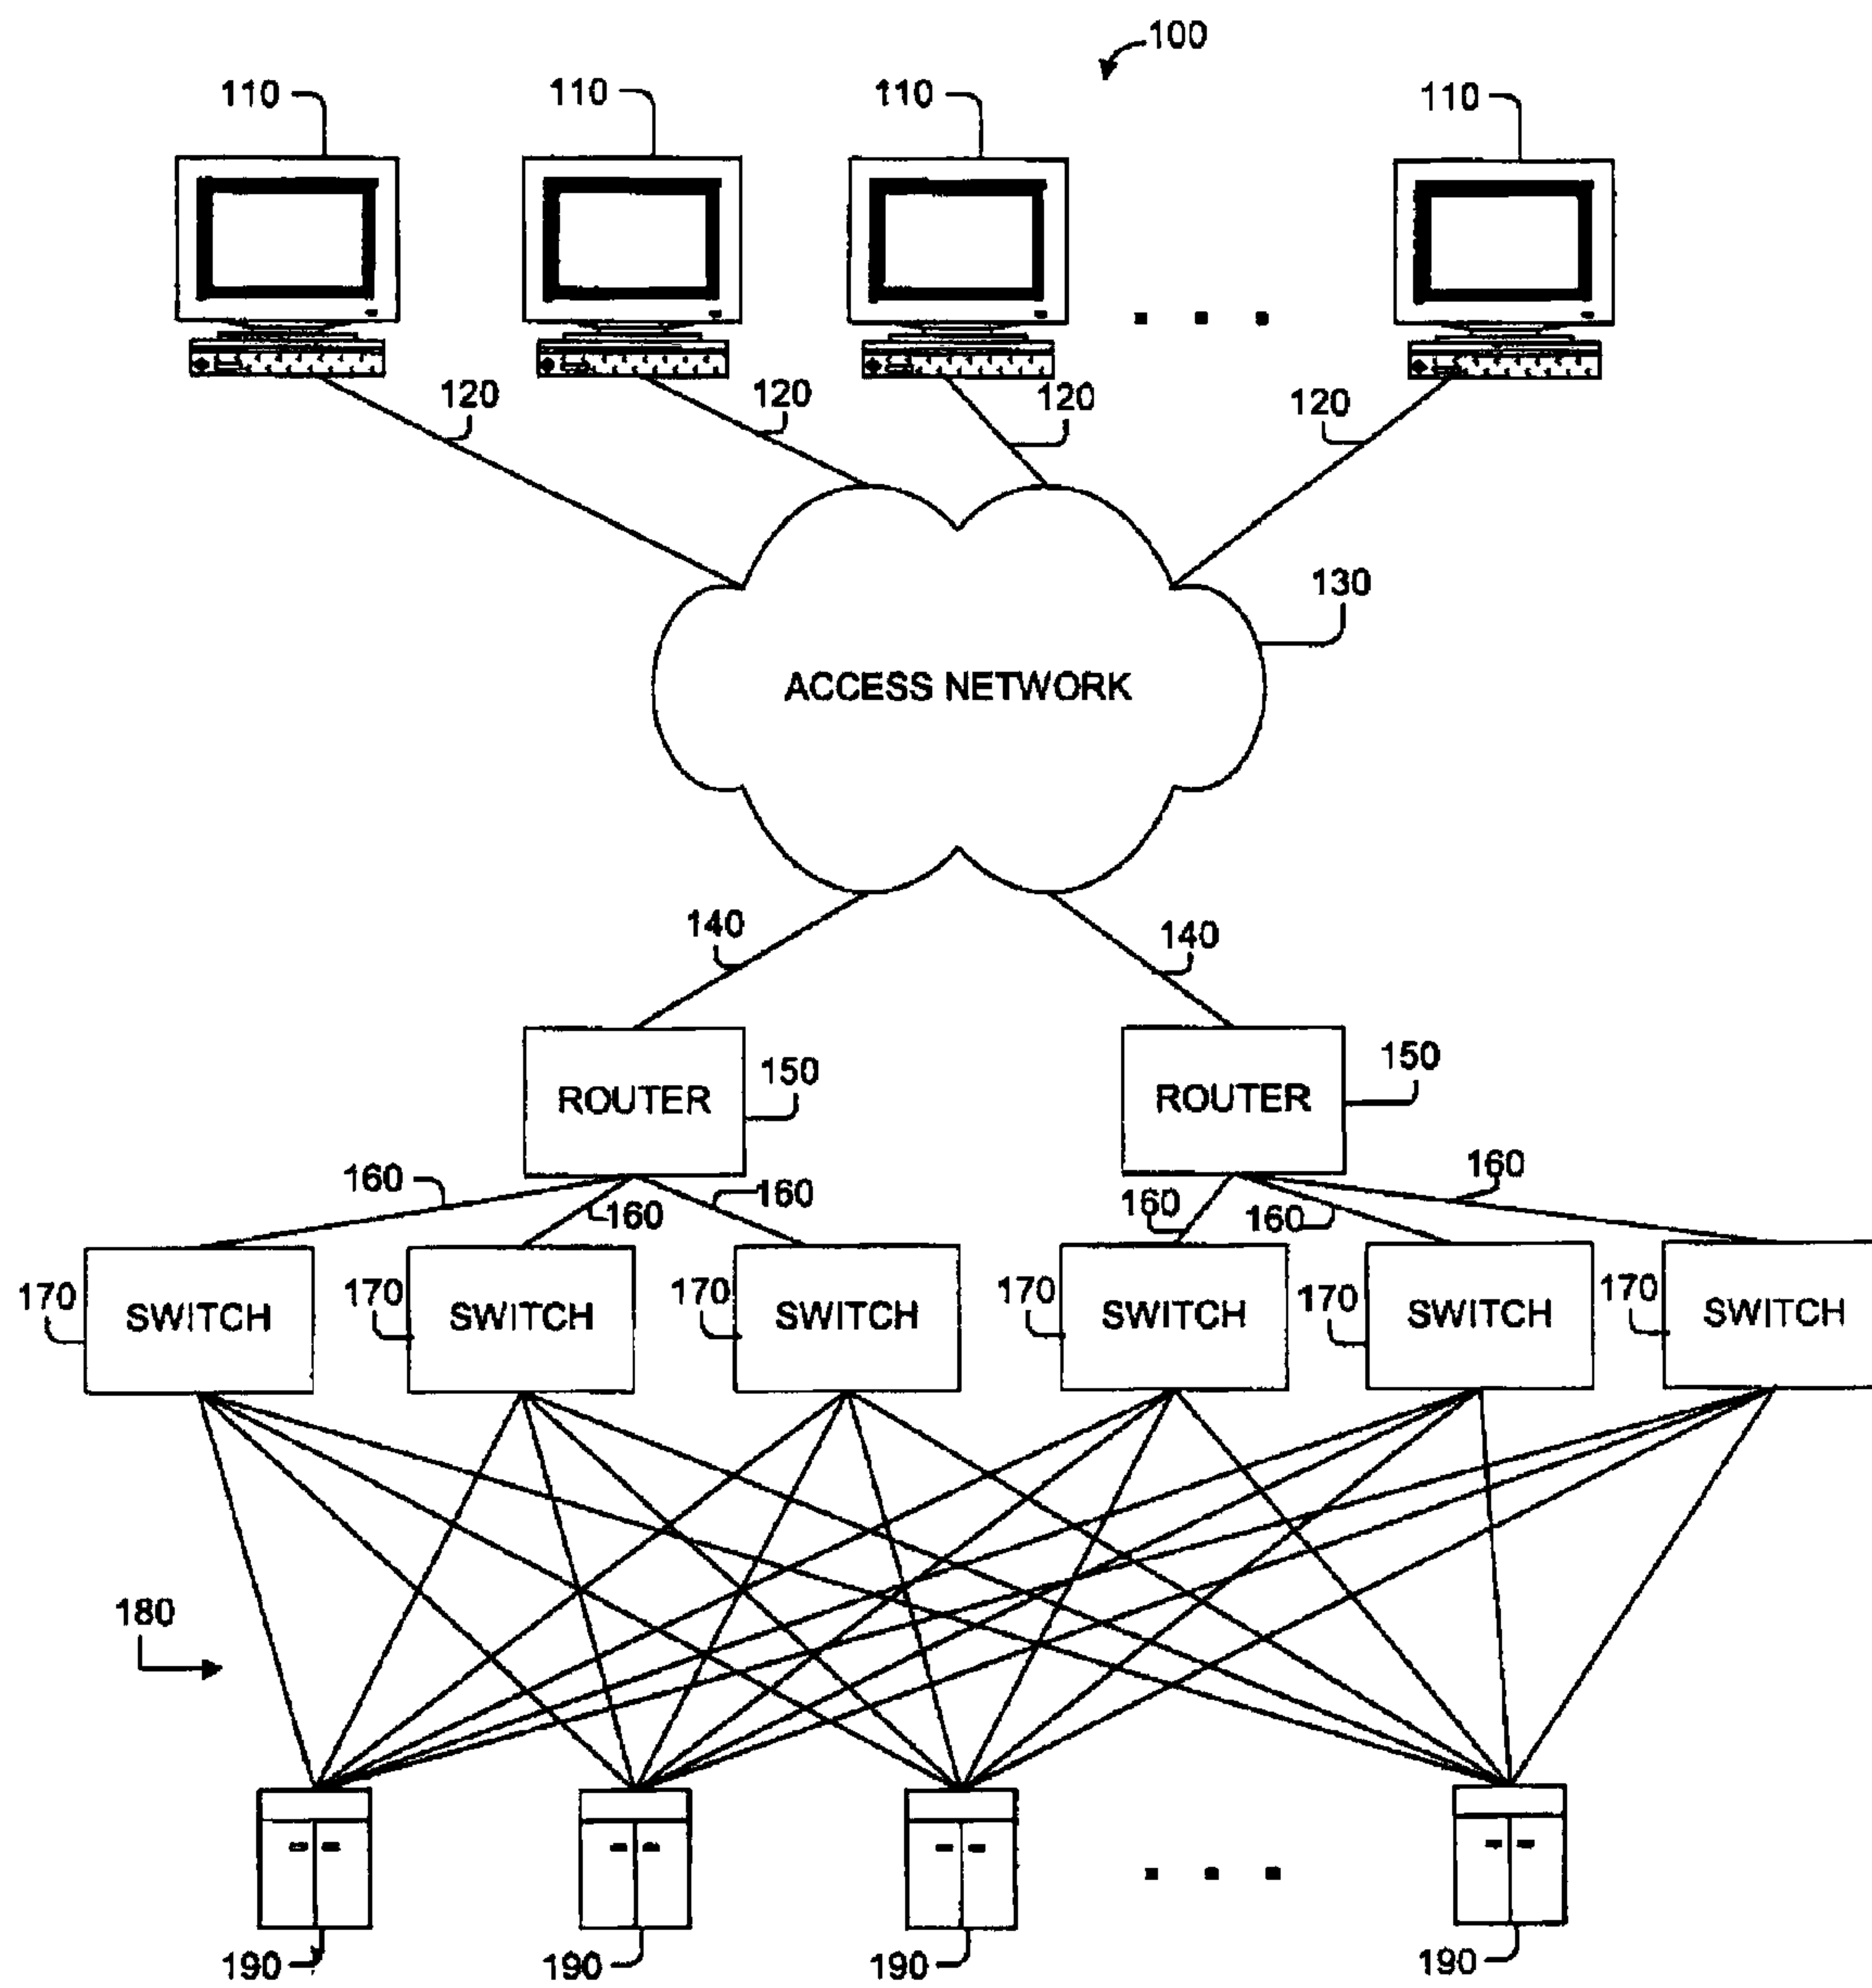 100
110 110 110 110
120 120 120 120
130
ACCESS NETWORK
140 140
ROUTER 150 ROUTER 150
160 160 160 160 160 160
170 SWITCH 170 SWITCH 170 SWITCH 170 SWITCH 170 SWITCH 170 SWITCH
180
190 190 190 190